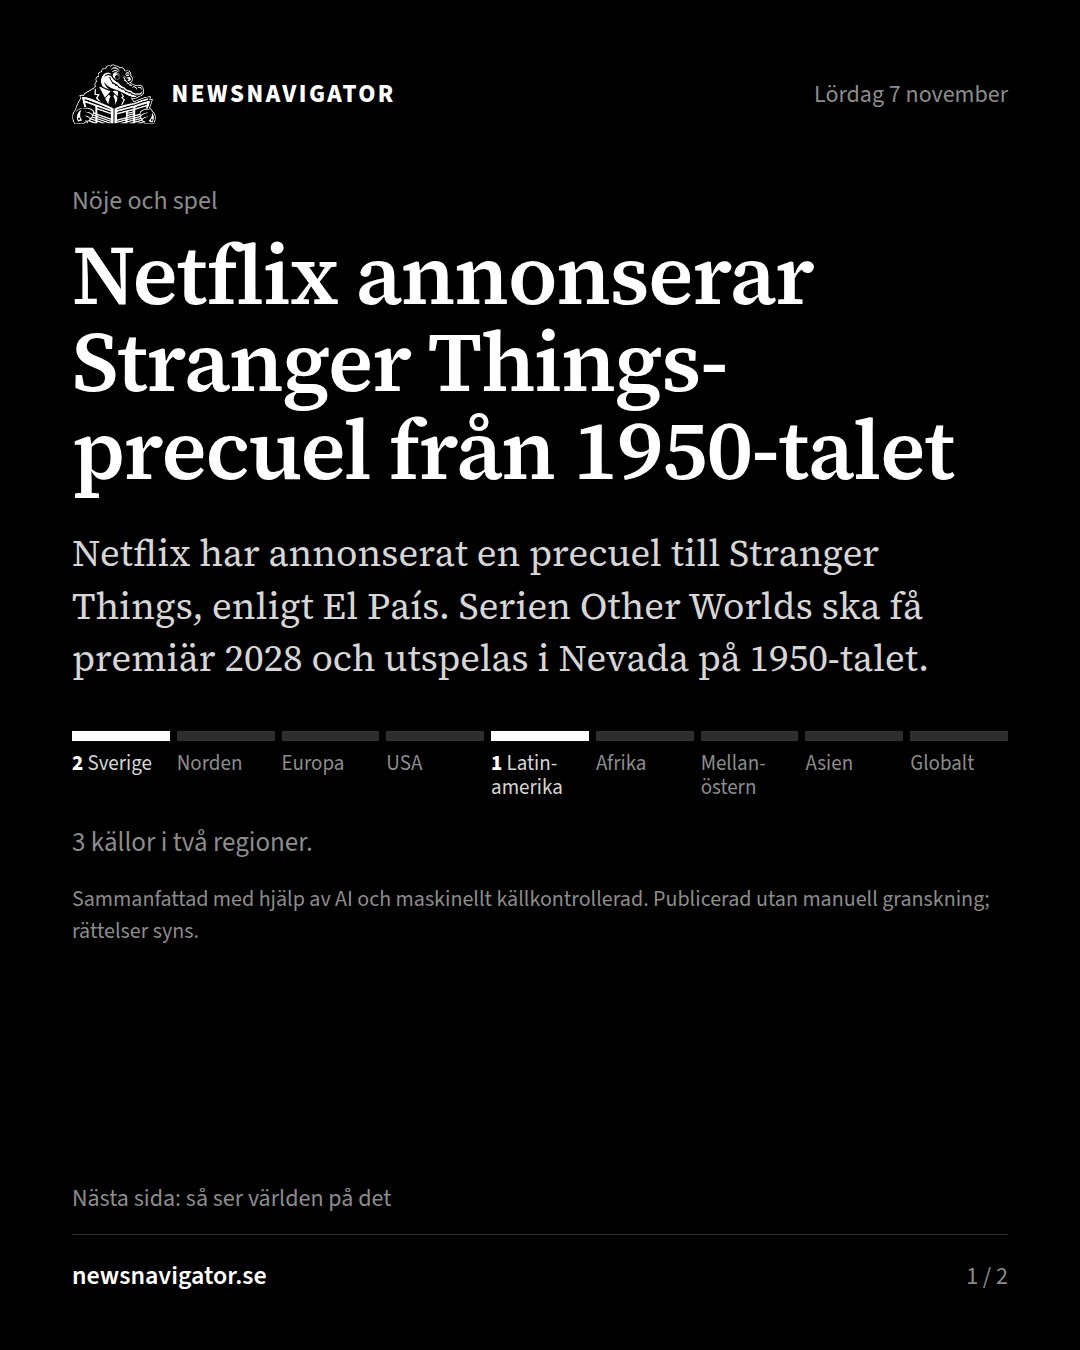 NEWSNAVIGATOR
Lördag 7 november
Nöje och spel
Netflix annonserar
Stranger Things-
precuel från 1950-talet
Netflix har annonserat en precuel till Stranger
Things, enligt El País. Serien Other Worlds ska få
premiär 2028 och utspelas i Nevada på 1950-talet.
2 Sverige
Norden
Europa
USA
1 Latin-
amerika
Afrika
Mellan-
östern
Asien
Globalt
3 källor i två regioner.
Sammanfattad med hjälp av AI och maskinellt källkontrollerad. Publicerad utan manuell granskning;
rättelser syns.
Nästa sida: så ser världen på det
newsnavigator.se
1 / 2